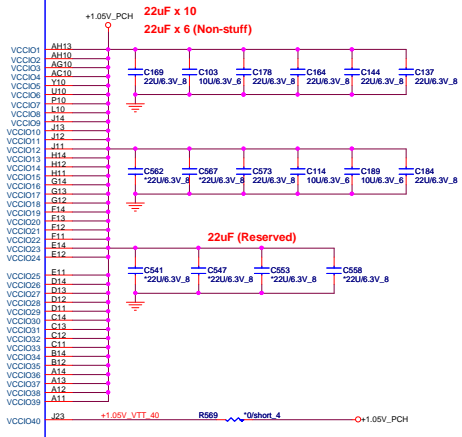 22uF x 10
+1.05V_PCH
22uF x 6 (Non-stuff)
VCCIO1 AH13
VCCIO2 AH10
VCCIO3 AG10
VCCIO4 AC10
VCCIO5 Y10
VCCIO6 U10
VCCIO7 P10
VCCIO8 L10
VCCIO9 J14
VCCIO10 J13
VCCIO11 J12
VCCIO12 J11
VCCIO13 H14
VCCIO14 H12
VCCIO15 H11
VCCIO16 G14
VCCIO17 G13
VCCIO18 G12
VCCIO19 F14
VCCIO20 F13
VCCIO21 F12
VCCIO22 F11
VCCIO23 E14
VCCIO24 E12
VCCIO25 E11
VCCIO26 D14
VCCIO27 D13
VCCIO28 D12
VCCIO29 D11
VCCIO30 C14
VCCIO31 C13
VCCIO32 C12
VCCIO33 C11
VCCIO34 B14
VCCIO35 B12
VCCIO36 A14
VCCIO37 A13
VCCIO38 A12
VCCIO39 A11
VCCIO40 J23
C169 C103 C178 C164 C144 C137
22U/6.3V_8 10U/6.3V_6 22U/6.3V_8 22U/6.3V_8 22U/6.3V_8 22U/6.3V_8
C562 C567 C573 C114 C189 C184
*22U/6.3V_8 *22U/6.3V_8 22U/6.3V_8 10U/6.3V_6 10U/6.3V_6 22U/6.3V_8
22uF (Reserved)
C541 C547 C553 C558
*22U/6.3V_8 *22U/6.3V_8 *22U/6.3V_8 *22U/6.3V_8
+1.05V_VTT_40 R569 *0/short_4 +1.05V_PCH